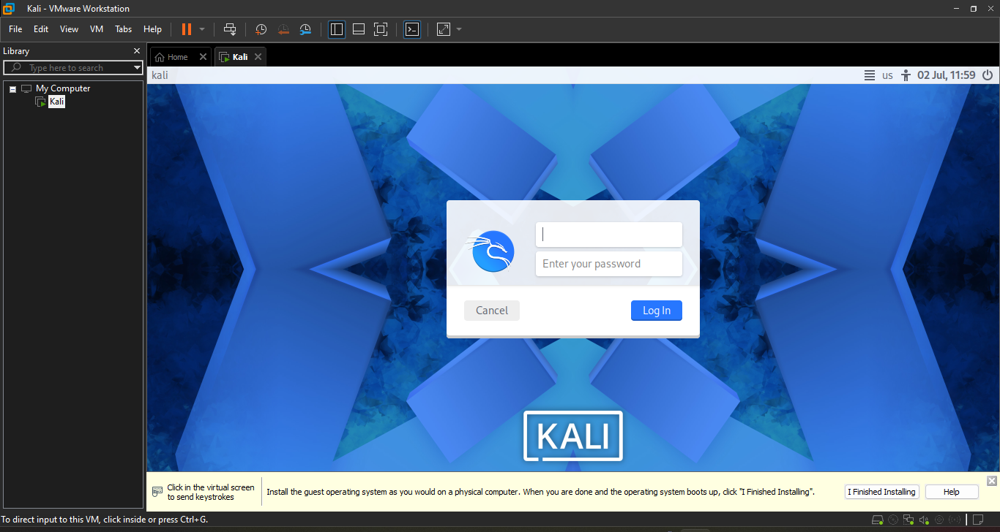 Kali - VMware Workstation
File Edit View VM Tabs Help
Library
Type here to search
My Computer
Kali
Home
Kali
kali
us
02 Jul, 11:59
Enter your password
Cancel
Log In
KALI
Click in the virtual screen
to send keystrokes
Install the guest operating system as you would on a physical computer. When you are done and the operating system boots up, click "I Finished Installing".
I Finished Installing
Help
To direct input to this VM, click inside or press Ctrl+G.